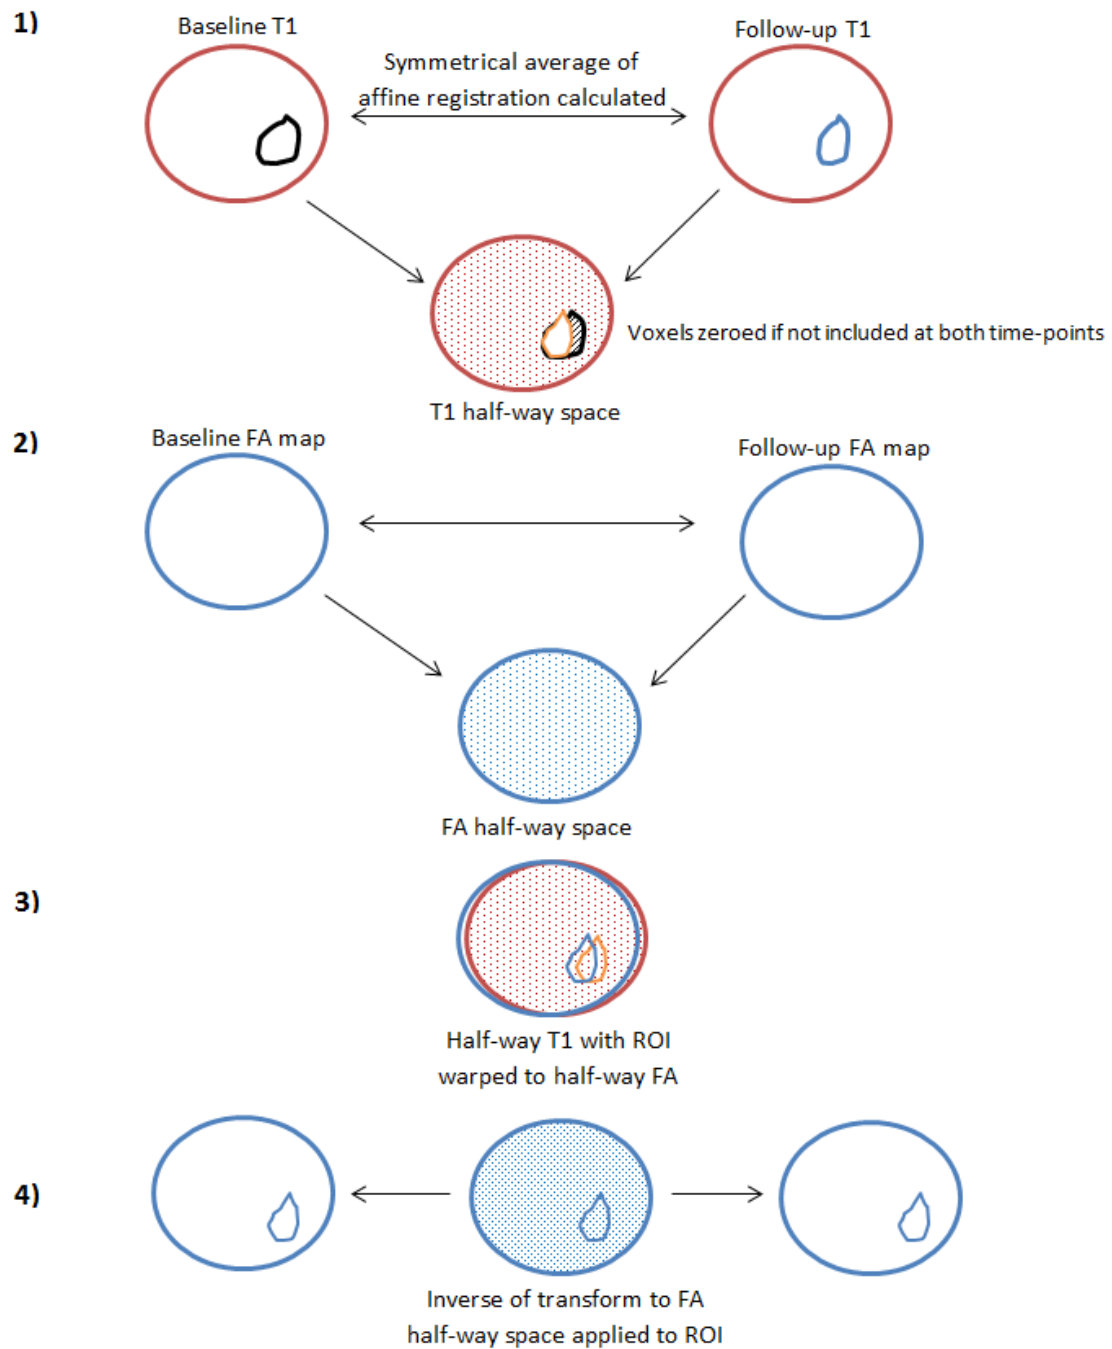 1)
Baseline T1
Follow-up T1
Symmetrical average of
affine registration calculated
Voxels zeroed if not included at both time-points
T1 half-way space
2)
Baseline FA map
Follow-up FA map
FA half-way space
3)
Half-way T1 with ROI
warped to half-way FA
4)
Inverse of transform to FA
half-way space applied to ROI